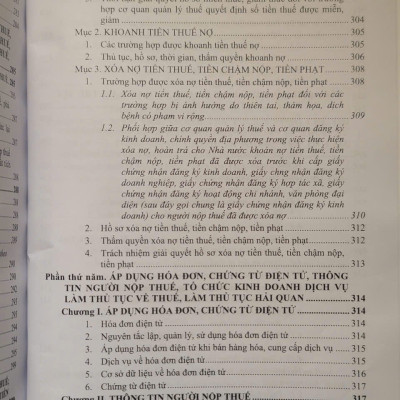 hợp cơ quan quản lý thuế quyết định số tiền thuế được miễn,
giảm ... 304
Mục 2. KHOANH TIỀN THUẾ NỢ ... 305
1. Các trường hợp được khoanh tiền thuế nợ ... 305
2. Thủ tục, hồ sơ, thời gian, thẩm quyền khoanh nợ ... 306
Mục 3. XÓA NỢ TIỀN THUẾ, TIỀN CHẬM NỘP, TIỀN PHẠT ... 308
1. Trường hợp được xóa nợ tiền thuế, tiền chậm nộp, tiền phạt ... 308
1.1. Xóa nợ tiền thuế, tiền chậm nộp, tiền phạt đối với các
trường hợp bị ảnh hưởng do thiên tai, thảm họa, dịch
bệnh có phạm vi rộng ... 309
1.2. Phối hợp giữa cơ quan quản lý thuế và cơ quan đăng ký
kinh doanh, chính quyền địa phương trong việc thực hiện
xóa nợ, hoàn trả cho Nhà nước khoản nợ tiền thuế, tiền
chậm nộp, tiền phạt đã được xóa trước khi cấp giấy
chứng nhận đăng ký kinh doanh, giấy chng nhận đăng ký
doanh nghiệp, giấy chứng nhận đăng ký hợp tác xã, giấy
chứng nhận đăng ký hoạt động chi nhánh, văn phòng đại
diện (sau đây gọi chung là giấy chứng nhận đăng ký kinh
doanh) cho người nộp thuế đã được xóa nợ ... 310
2. Hồ sơ xóa nợ tiền thuế, tiền chậm nộp, tiền phạt ... 312
3. Thẩm quyền xóa nợ tiền thuế, tiền chậm nộp, tiền phạt ... 312
4. Trách nhiệm giải quyết hồ sơ xóa nợ tiền thuế, tiền chậm nộp,
tiền phạt ... 313
Phần thứ năm. ÁP DỤNG HÓA ĐƠN, CHỨNG TỪ ĐIỆN TỬ, THÔNG
TIN NGƯỜI NỘP THUẾ, TỔ CHỨC KINH DOANH DỊCH VỤ
LÀM THỦ TỤC VỀ THUẾ, LÀM THỦ TỤC HẢI QUAN ... 314
Chương I. ÁP DỤNG HÓA ĐƠN, CHỨNG TỪ ĐIỆN TỬ ... 314
1. Hóa đơn điện tử ... 314
2. Nguyên tắc lập, quản lý, sử dụng hóa đơn điện tử ... 314
3. Áp dụng hóa đơn điện tử khi bán hàng hóa, cung cấp dịch vụ ... 315
4. Dịch vụ về hóa đơn điện tử ... 315
5. Cơ sở dữ liệu về hóa đơn điện tử ... 316
6. Chứng từ điện tử ... 316
Chương II. THÔNG TIN NGƯỜI NỘP THUẾ ... 317